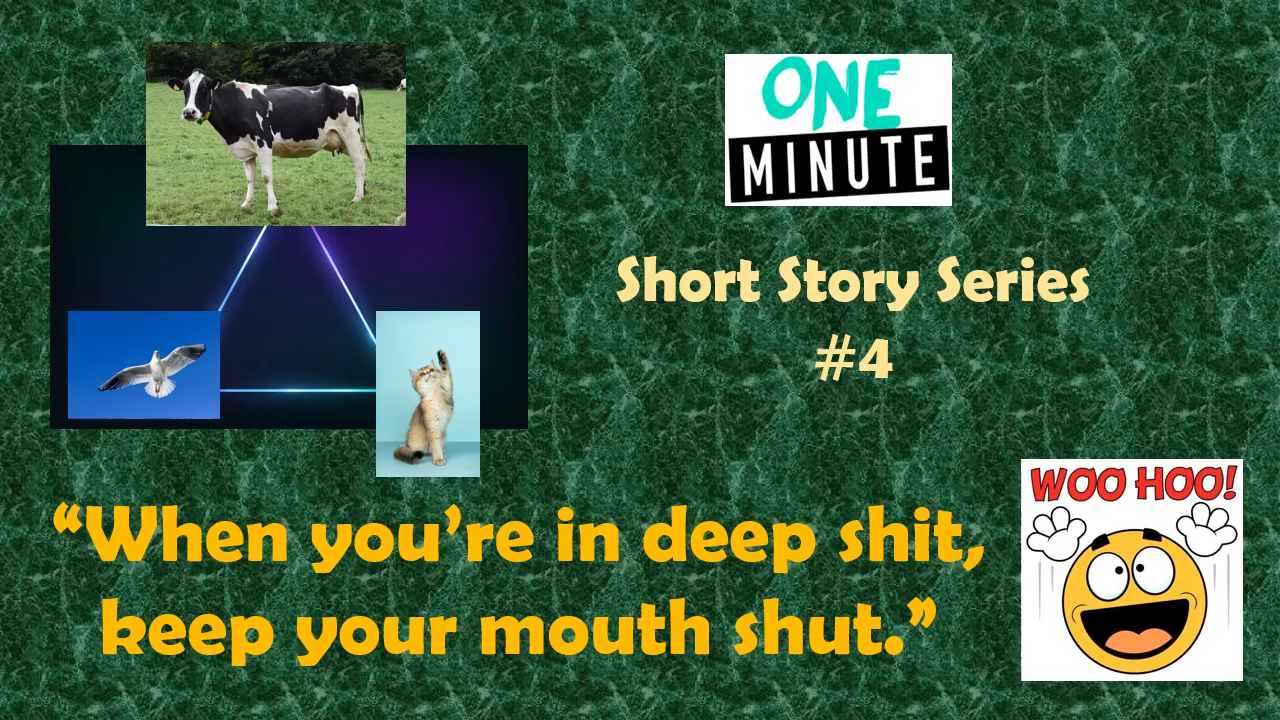 ONE
MINUTE
Short Story Series
#4
“When you’re in deep shit,
keep your mouth shut.”
WOO HOO!